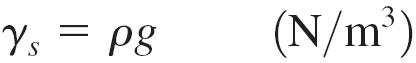 γₛ = ρg (N/m³)